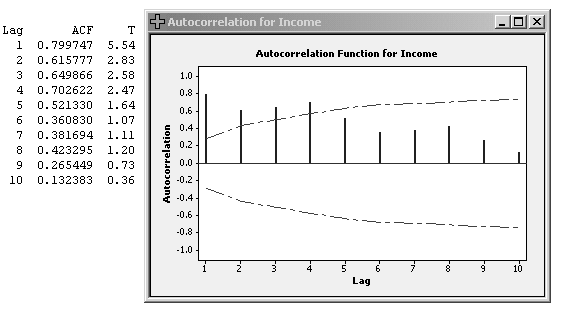 Lag ACF T
1 0.799747 5.54
2 0.615777 2.83
3 0.649866 2.58
4 0.702622 2.47
5 0.521330 1.64
6 0.360830 1.07
7 0.381694 1.11
8 0.423295 1.20
9 0.265449 0.73
10 0.132383 0.36
Autocorrelation for Income
Autocorrelation Function for Income
Autocorrelation
1.0
0.8
0.6
0.4
0.2
0.0
-0.2
-0.4
-0.6
-0.8
-1.0
1 2 3 4 5 6 7 8 9 10
Lag